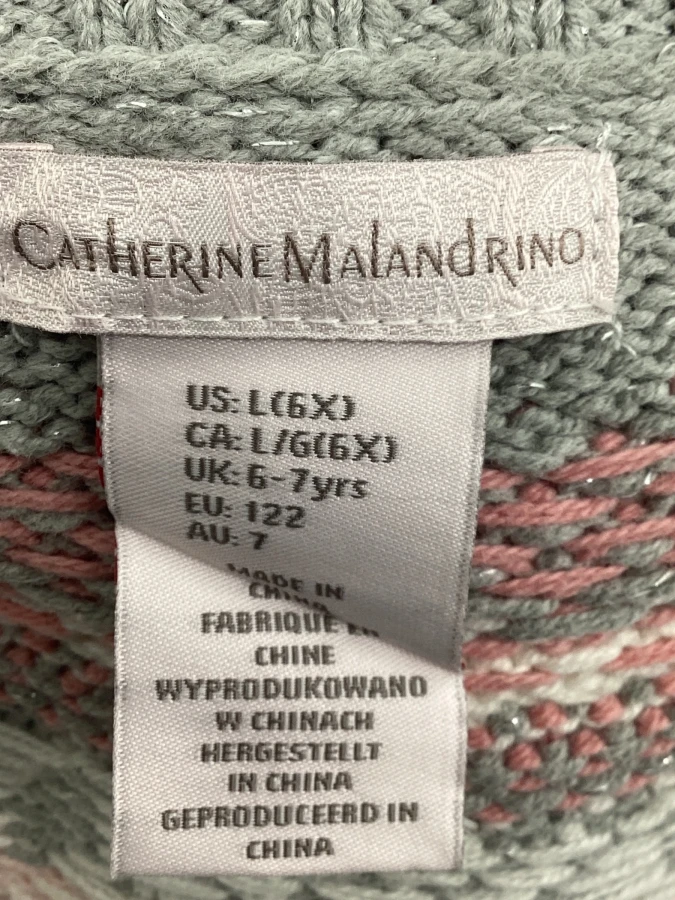 CATHERINE MALANDRINO
US: L(6X)
CA: L/G(6X)
UK: 6-7yrs
EU: 122
AU: 7
MADE IN
CHINA
FABRIQUE EN
CHINE
WYPRODUKOWANO
W CHINACH
HERGESTELLT
IN CHINA
GEPRODUCEERD IN
CHINA